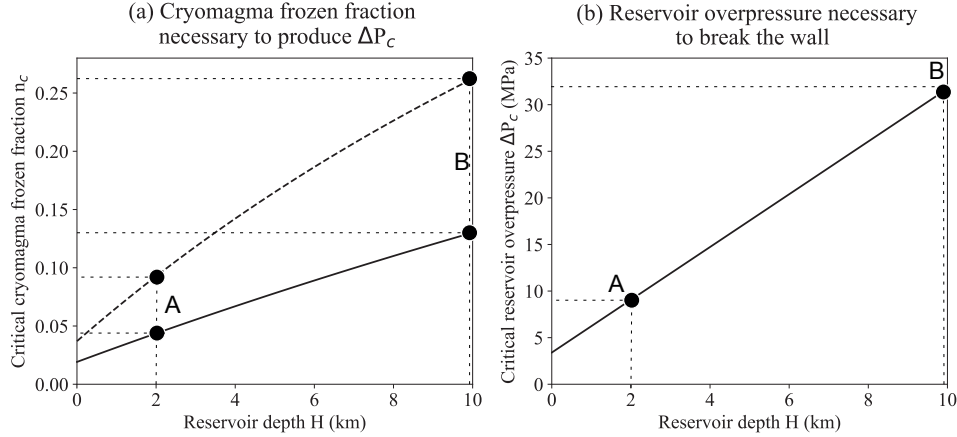 (a) Cryomagma frozen fraction
necessary to produce ΔP_c
Critical cryomagma frozen fraction n_c
0.25
0.20
0.15
0.10
0.05
0.00
B
A
0 2 4 6 8 10
Reservoir depth H (km)
(b) Reservoir overpressure necessary
to break the wall
Critical reservoir overpressure ΔP_c (MPa)
35
30
25
20
15
10
5
0
B
A
0 2 4 6 8 10
Reservoir depth H (km)